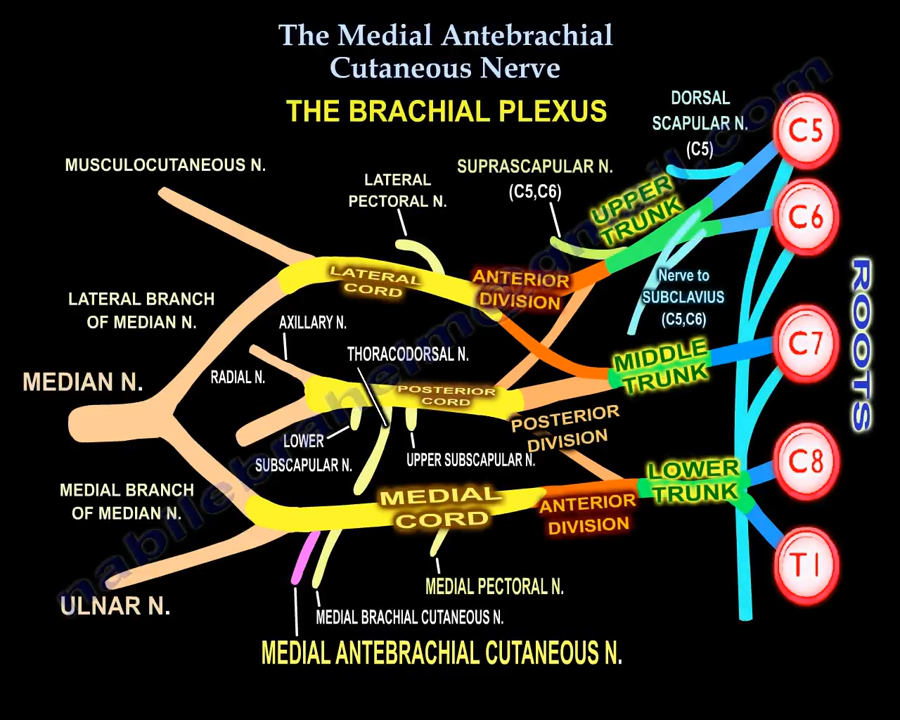 The Medial Antebrachial
Cutaneous Nerve
THE BRACHIAL PLEXUS
DORSAL
SCAPULAR N.
(C5)
C5
MUSCULOCUTANEOUS N.
LATERAL
PECTORAL N.
SUPRASCAPULAR N.
(C5,C6)
UPPER
TRUNK
C6
LATERAL
CORD
ANTERIOR
DIVISION
Nerve to
SUBCLAVIUS
(C5,C6)
ROOTS
LATERAL BRANCH
OF MEDIAN N.
AXILLARY N.
THORACODORSAL N.
MIDDLE
TRUNK
C7
MEDIAN N.
RADIAL N.
POSTERIOR
CORD
POSTERIOR
DIVISION
LOWER
SUBSCAPULAR N.
UPPER SUBSCAPULAR N.
LOWER
TRUNK
C8
MEDIAL BRANCH
OF MEDIAN N.
MEDIAL
CORD
ANTERIOR
DIVISION
T1
MEDIAL PECTORAL N.
ULNAR N.
MEDIAL BRACHIAL CUTANEOUS N.
MEDIAL ANTEBRACHIAL CUTANEOUS N.